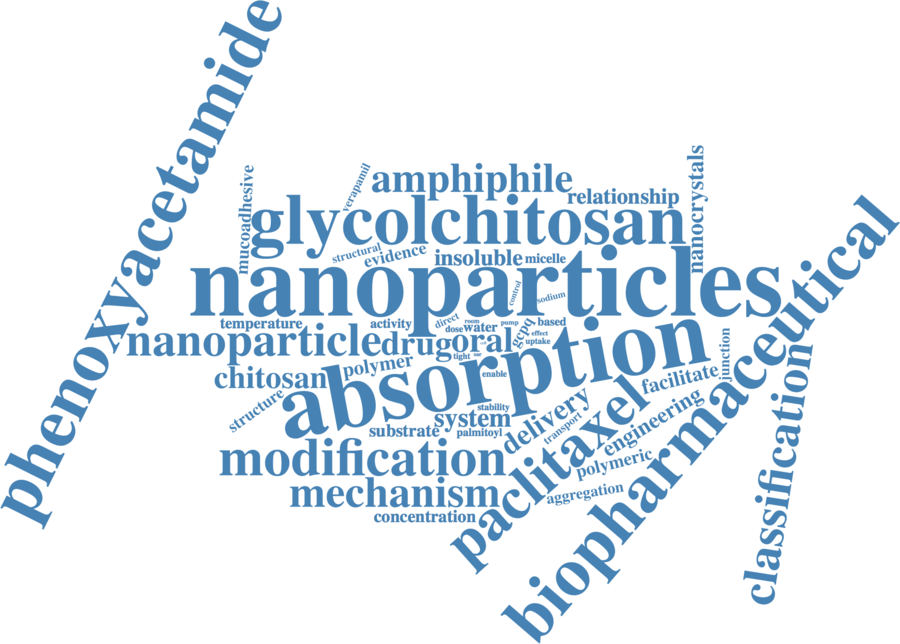 phenoxyacetamide
mucoadhesive
verapamil
amphiphile
relationship
nanocrystals
glycolchitosan
structural
evidence
insoluble
micelle
nanoparticles
control
sodium
temperature
activity
direct
room
dose
water
pump
based
effect
uptake
gcpq
nanoparticle
drug
oral
tight
enable
junction
chitosan
polymer
absorption
facilitate
structure
stability
system
delivery
transport
engineering
substrate
palmitoyl
modification
paclitaxel
polymeric
mechanism
aggregation
concentration
biopharmaceutical
classification